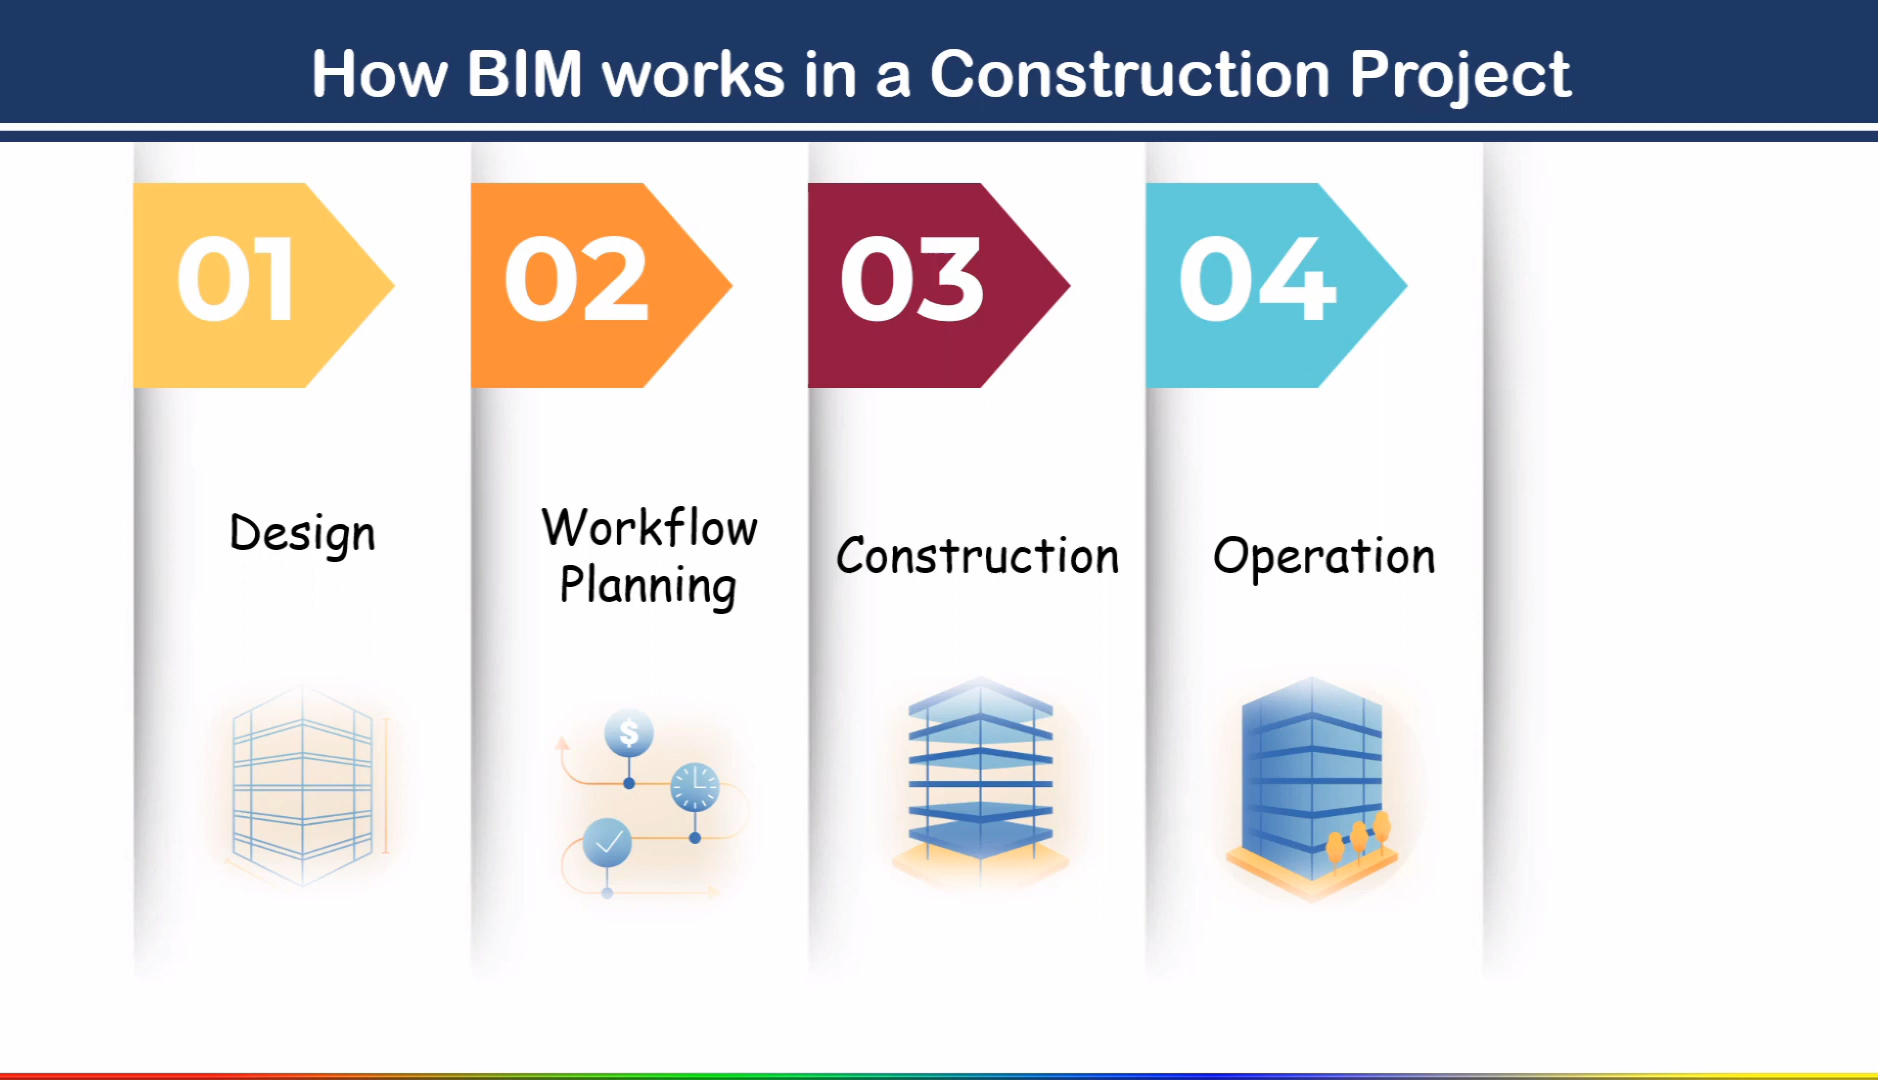 How BIM works in a Construction Project
01
02
03
04
Design
Workflow
Planning
Construction
Operation
$